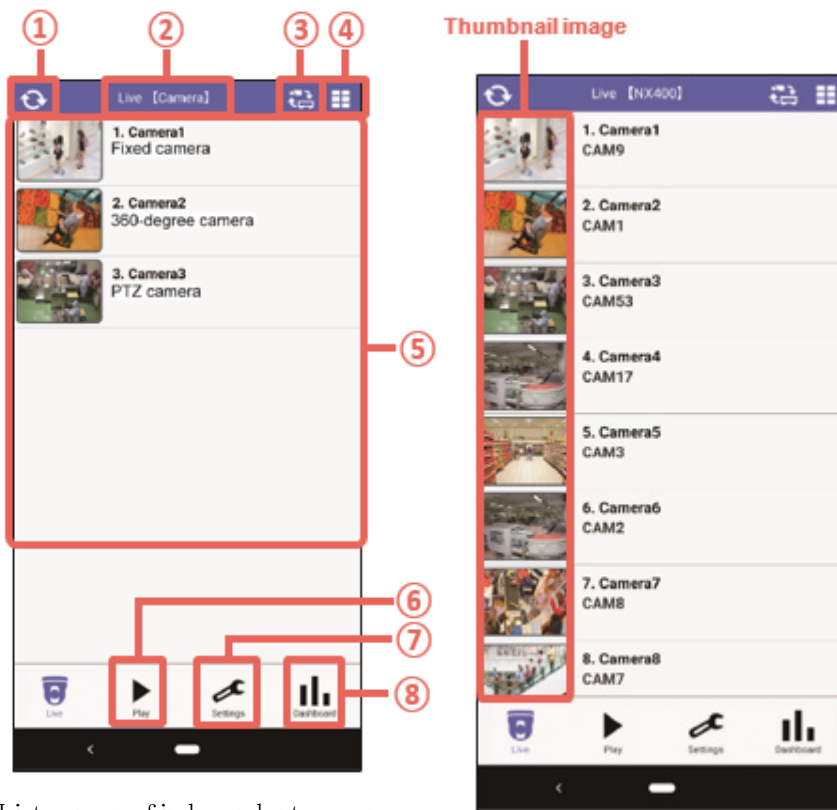 ① ② ③ ④
Live 【Camera】
1. Camera1
Fixed camera
2. Camera2
360-degree camera
3. Camera3
PTZ camera
⑤
⑥
⑦
⑧
Live
Play
Settings
Dashboard
Thumbnail image
Live 【NX400】
1. Camera1
CAM9
2. Camera2
CAM1
3. Camera3
CAM53
4. Camera4
CAM17
5. Camera5
CAM3
6. Camera6
CAM2
7. Camera7
CAM8
8. Camera8
CAM7
Live
Play
Settings
Dashboard